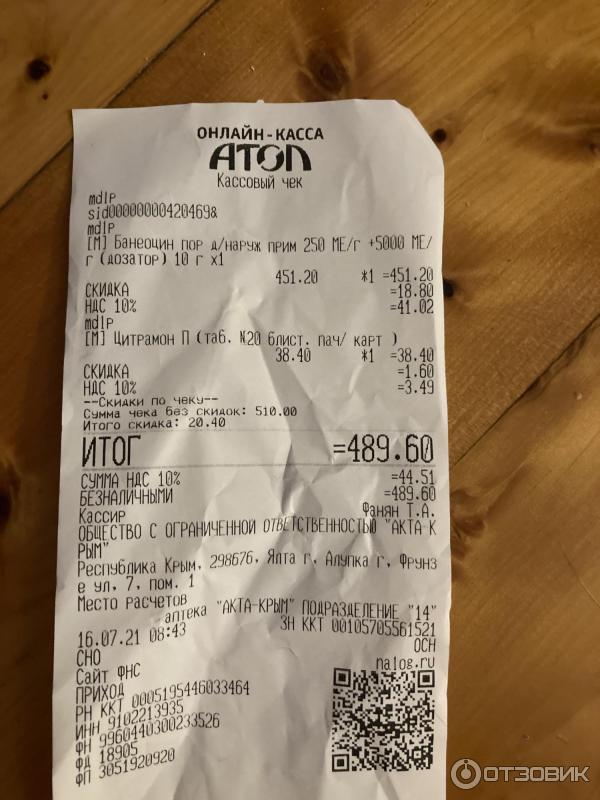 ОНЛАЙН-КАССА
АТОЛ
Кассовый чек
mdlp
sid00000000420469&
mdlp
[М] Банеоцин пор д/наруж прим 250 МЕ/г +5000 МЕ/
г (дозатор) 10 г x1
451.20 *1 =451.20
СКИДКА =18.80
НДС 10% =41.02
mdlp
[М] Цитрамон П (таб. N20 блист. пач/ карт )
38.40 *1 =38.40
СКИДКА =1.60
НДС 10% =3.49
--Скидки по чеку--
Сумма чека без скидок: 510.00
Итого скидка: 20.40
ИТОГ =489.60
СУММА НДС 10% =44.51
БЕЗНАЛИЧНЫМИ =489.60
Кассир Фанян Т.А.
ОБЩЕСТВО С ОГРАНИЧЕННОЙ ОТВЕТСТВЕННОСТЬЮ "АКТА-К
РЫМ"
Республика Крым, 298676, Ялта г, Алупка г, Фрунз
е ул, 7, пом. 1
Место расчетов
аптека "АКТА-КРЫМ" ПОДРАЗДЕЛЕНИЕ "14"
16.07.21 08:43 ЗН ККТ 00105705561521
СНО ОСН
Сайт ФНС nalog.ru
ПРИХОД
РН ККТ 0005195446033464
ИНН 9102213935
ФН 9960440300233526
ФД 18905
ФП 3051920920
ОТЗОВИК